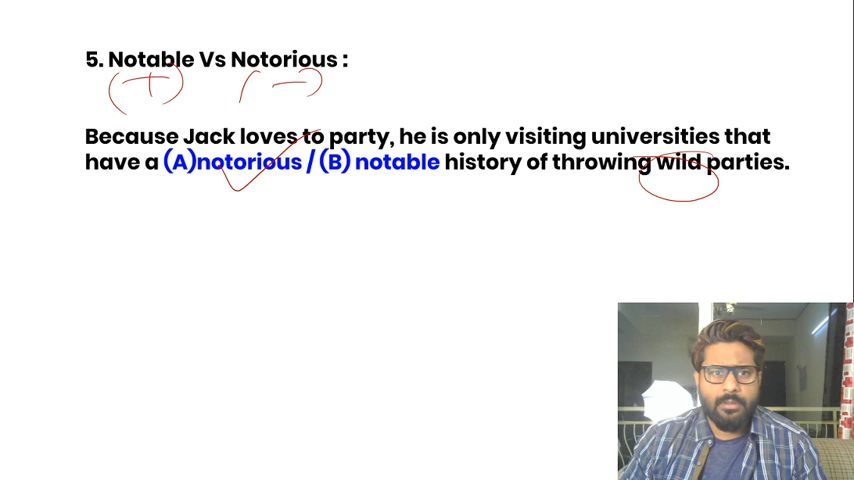 5. Notable Vs Notorious :
(+) (-)
Because Jack loves to party, he is only visiting universities that
have a (A)notorious / (B) notable history of throwing wild parties.